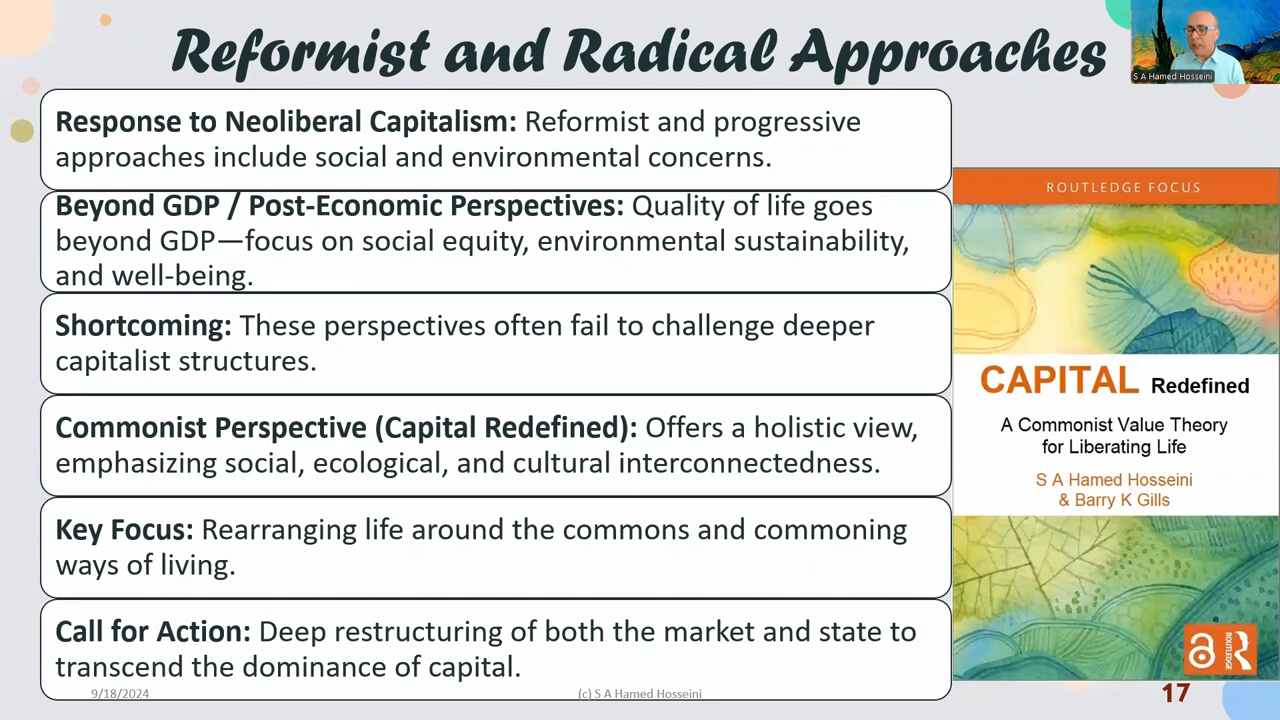 Reformist and Radical Approaches
S A Hamed Hosseini
Response to Neoliberal Capitalism: Reformist and progressive
approaches include social and environmental concerns.
Beyond GDP / Post-Economic Perspectives: Quality of life goes
beyond GDP—focus on social equity, environmental sustainability,
and well-being.
Shortcoming: These perspectives often fail to challenge deeper
capitalist structures.
Commonist Perspective (Capital Redefined): Offers a holistic view,
emphasizing social, ecological, and cultural interconnectedness.
Key Focus: Rearranging life around the commons and commoning
ways of living.
Call for Action: Deep restructuring of both the market and state to
transcend the dominance of capital.
ROUTLEDGE FOCUS
CAPITAL Redefined
A Commonist Value Theory
for Liberating Life
S A Hamed Hosseini
& Barry K Gills
ROUTLEDGE
9/18/2024
(c) S A Hamed Hosseini
17